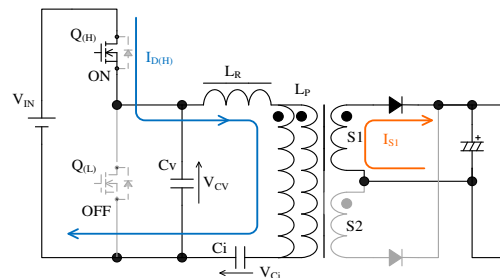 Q(H)
ID(H)
ON
LR
LP
VIN
S1
IS1
+
Q(L)
Cv
VCV
OFF
S2
Ci
VCi